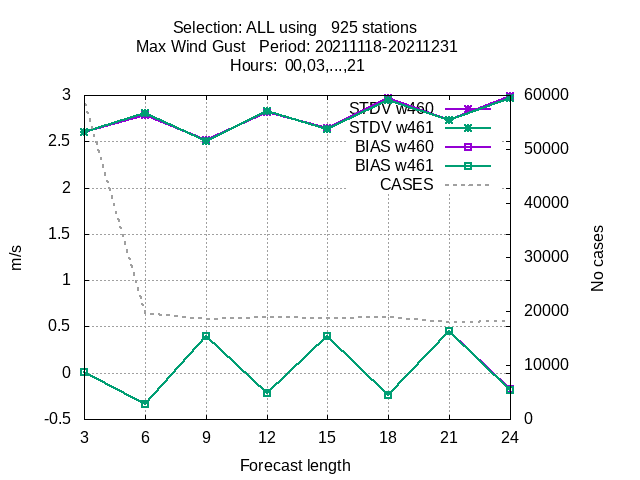 Selection: ALL using   925 stations
Max Wind Gust   Period: 20211118-20211231
Hours:  00,03,...,21
STDV w460
STDV w461
BIAS w460
BIAS w461
CASES
3
2.5
2
1.5
1
0.5
0
-0.5
m/s
60000
50000
40000
30000
20000
10000
0
No cases
3 6 9 12 15 18 21 24
Forecast length